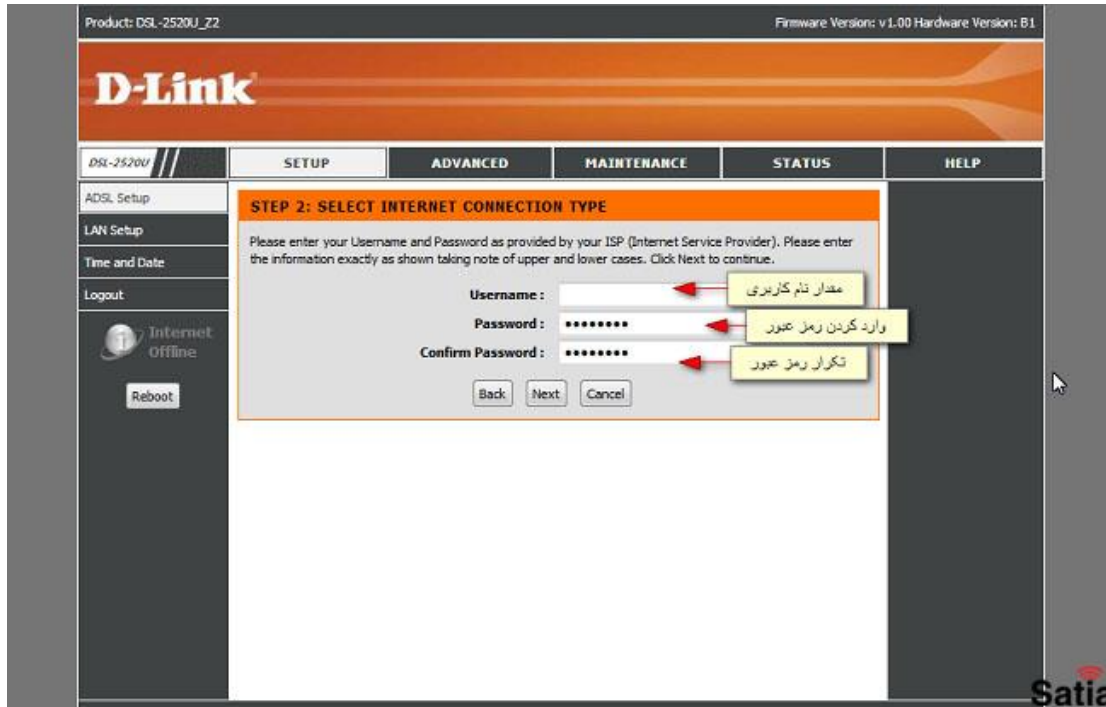 Product: DSL-2520U_Z2
Firmware Version: v1.00 Hardware Version: B1
D-Link
DSL-2520U
SETUP
ADVANCED
MAINTENANCE
STATUS
HELP
ADSL Setup
LAN Setup
Time and Date
Logout
Internet
Offline
Reboot
STEP 2: SELECT INTERNET CONNECTION TYPE
Please enter your Username and Password as provided by your ISP (Internet Service Provider). Please enter
the information exactly as shown taking note of upper and lower cases. Click Next to continue.
Username :
مقدار نام کاربری
Password : ••••••••
وارد کردن رمز عبور
Confirm Password : ••••••••
تکرار رمز عبور
Back Next Cancel
Satia